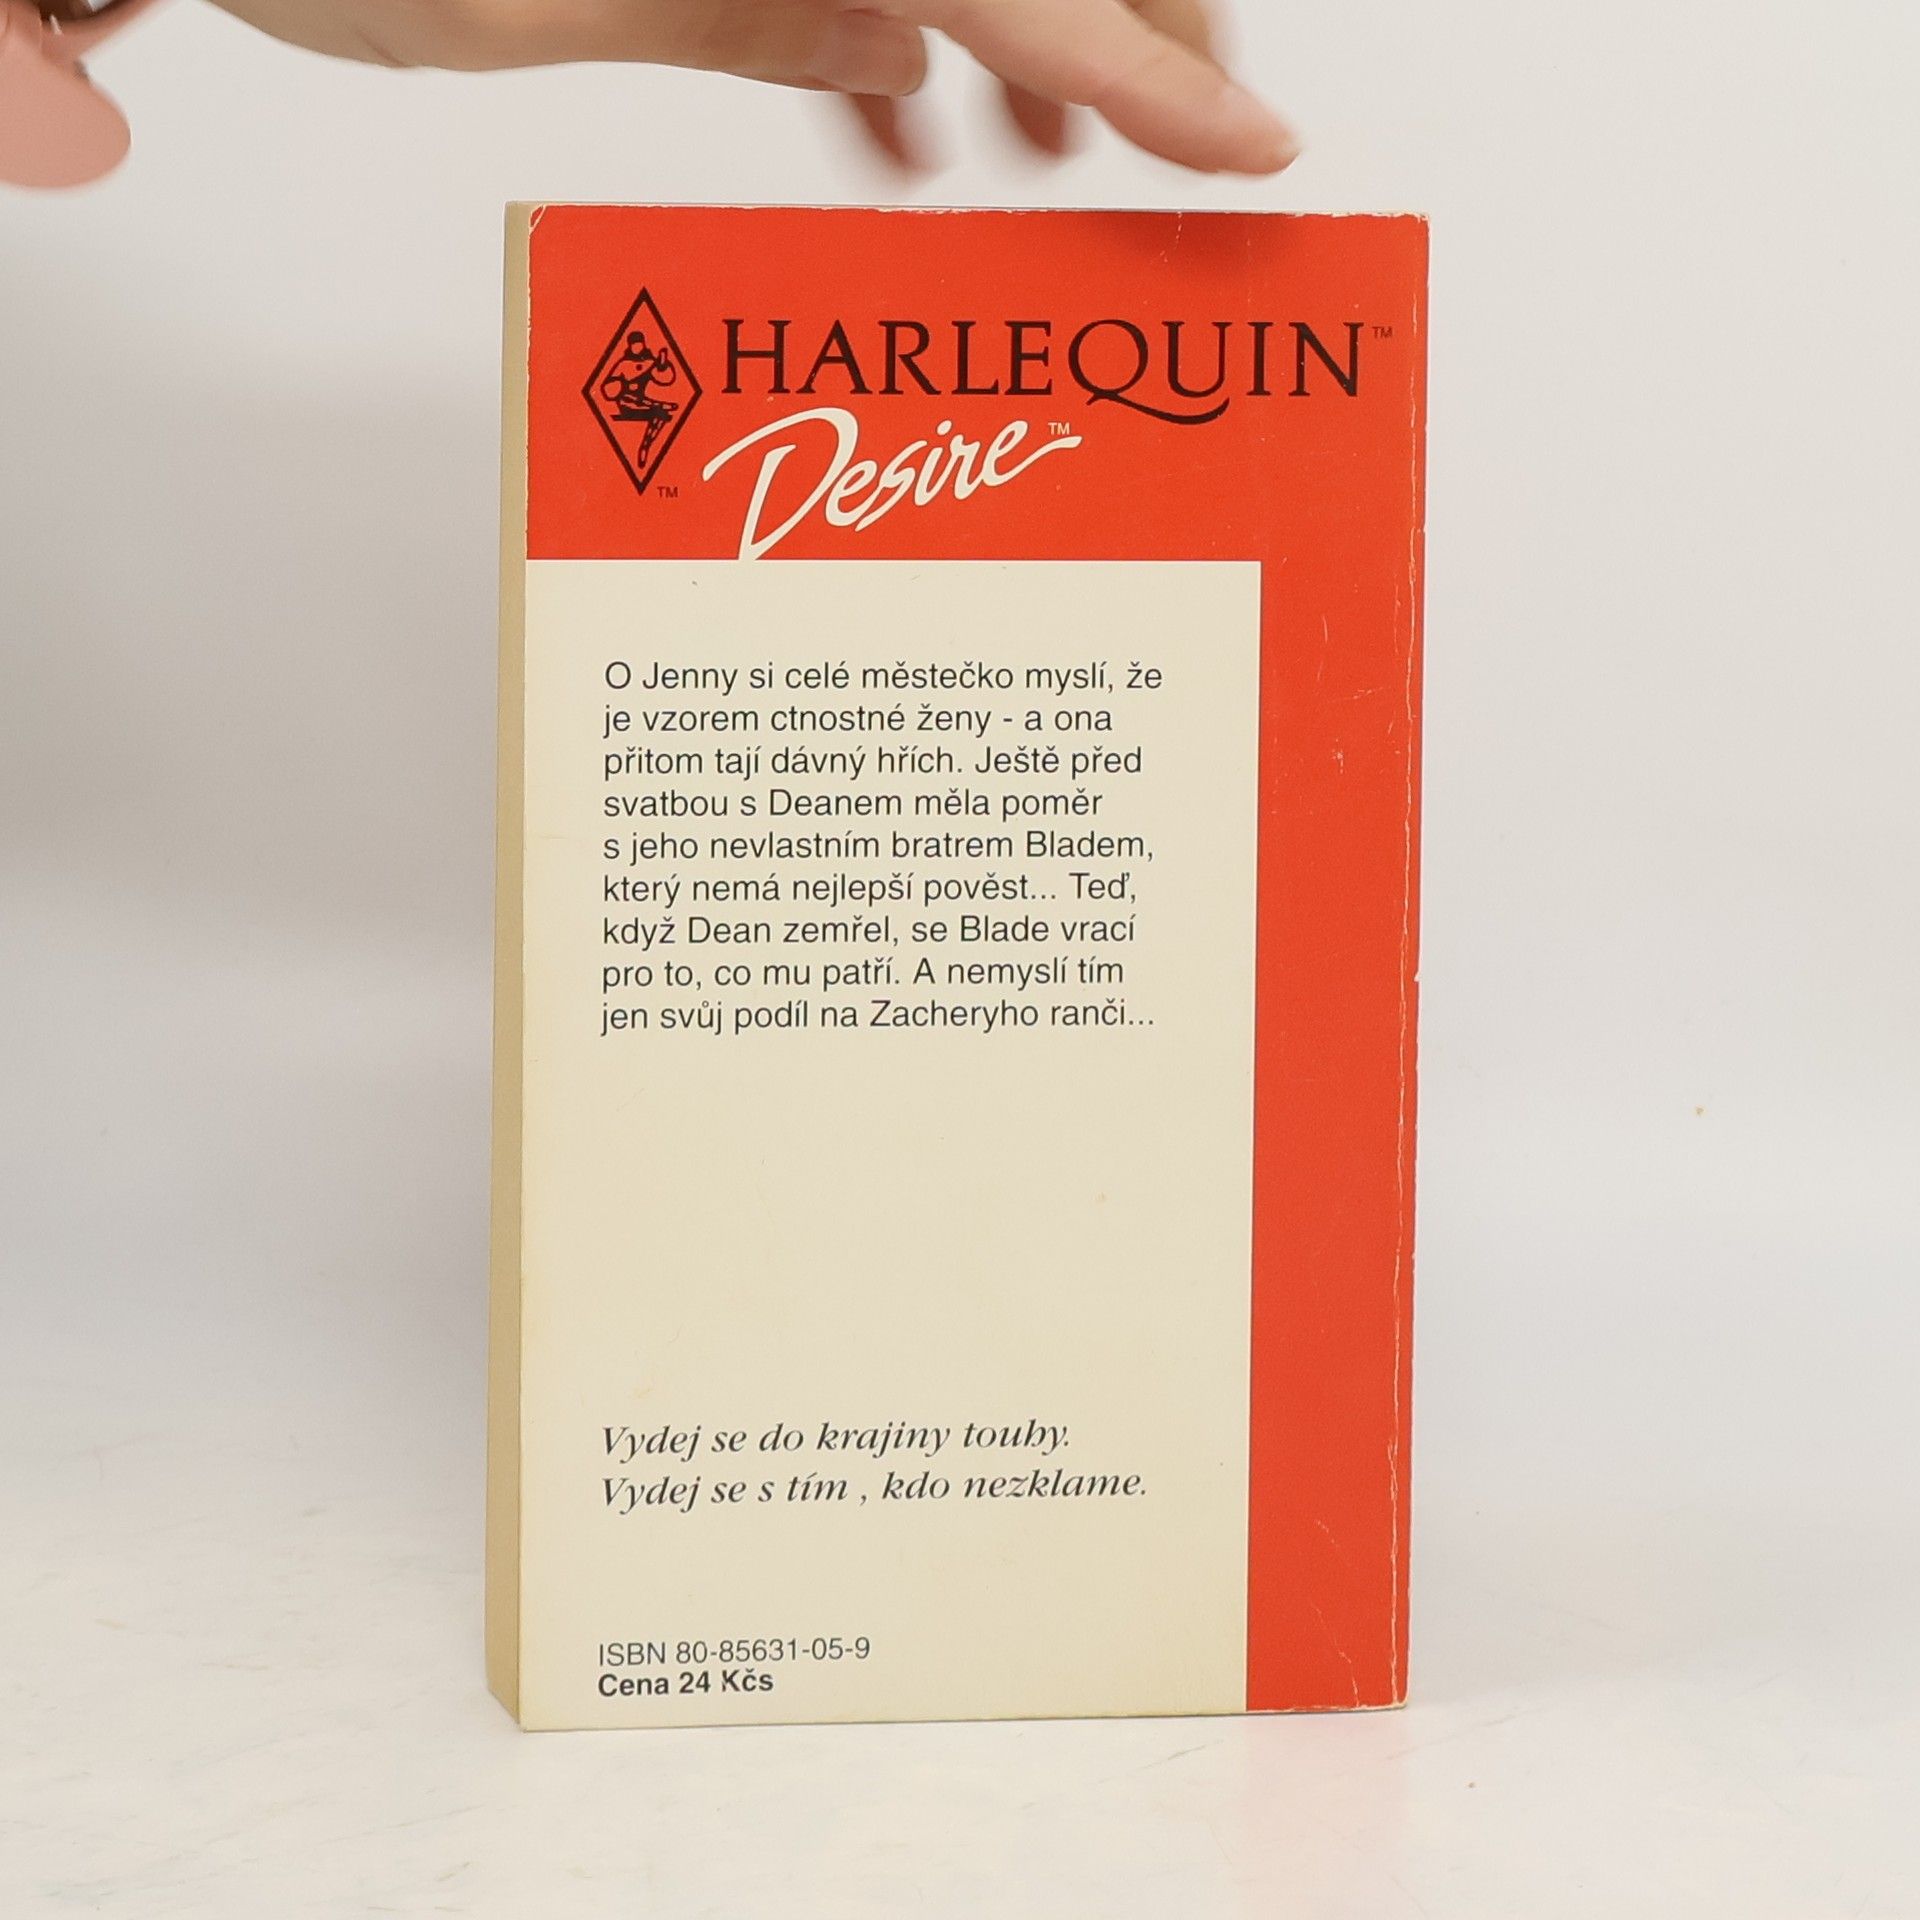 HARLEQUIN™
Desire™
™
O Jenny si celé městečko myslí, že
je vzorem ctnostné ženy - a ona
přitom tají dávný hřích. Ještě před
svatbou s Deanem měla poměr
s jeho nevlastním bratrem Bladem,
který nemá nejlepší pověst... Teď,
když Dean zemřel, se Blade vrací
pro to, co mu patří. A nemyslí tím
jen svůj podíl na Zacheryho ranči...
Vydej se do krajiny touhy.
Vydej se s tím , kdo nezklame.
ISBN 80-85631-05-9
Cena 24 Kčs